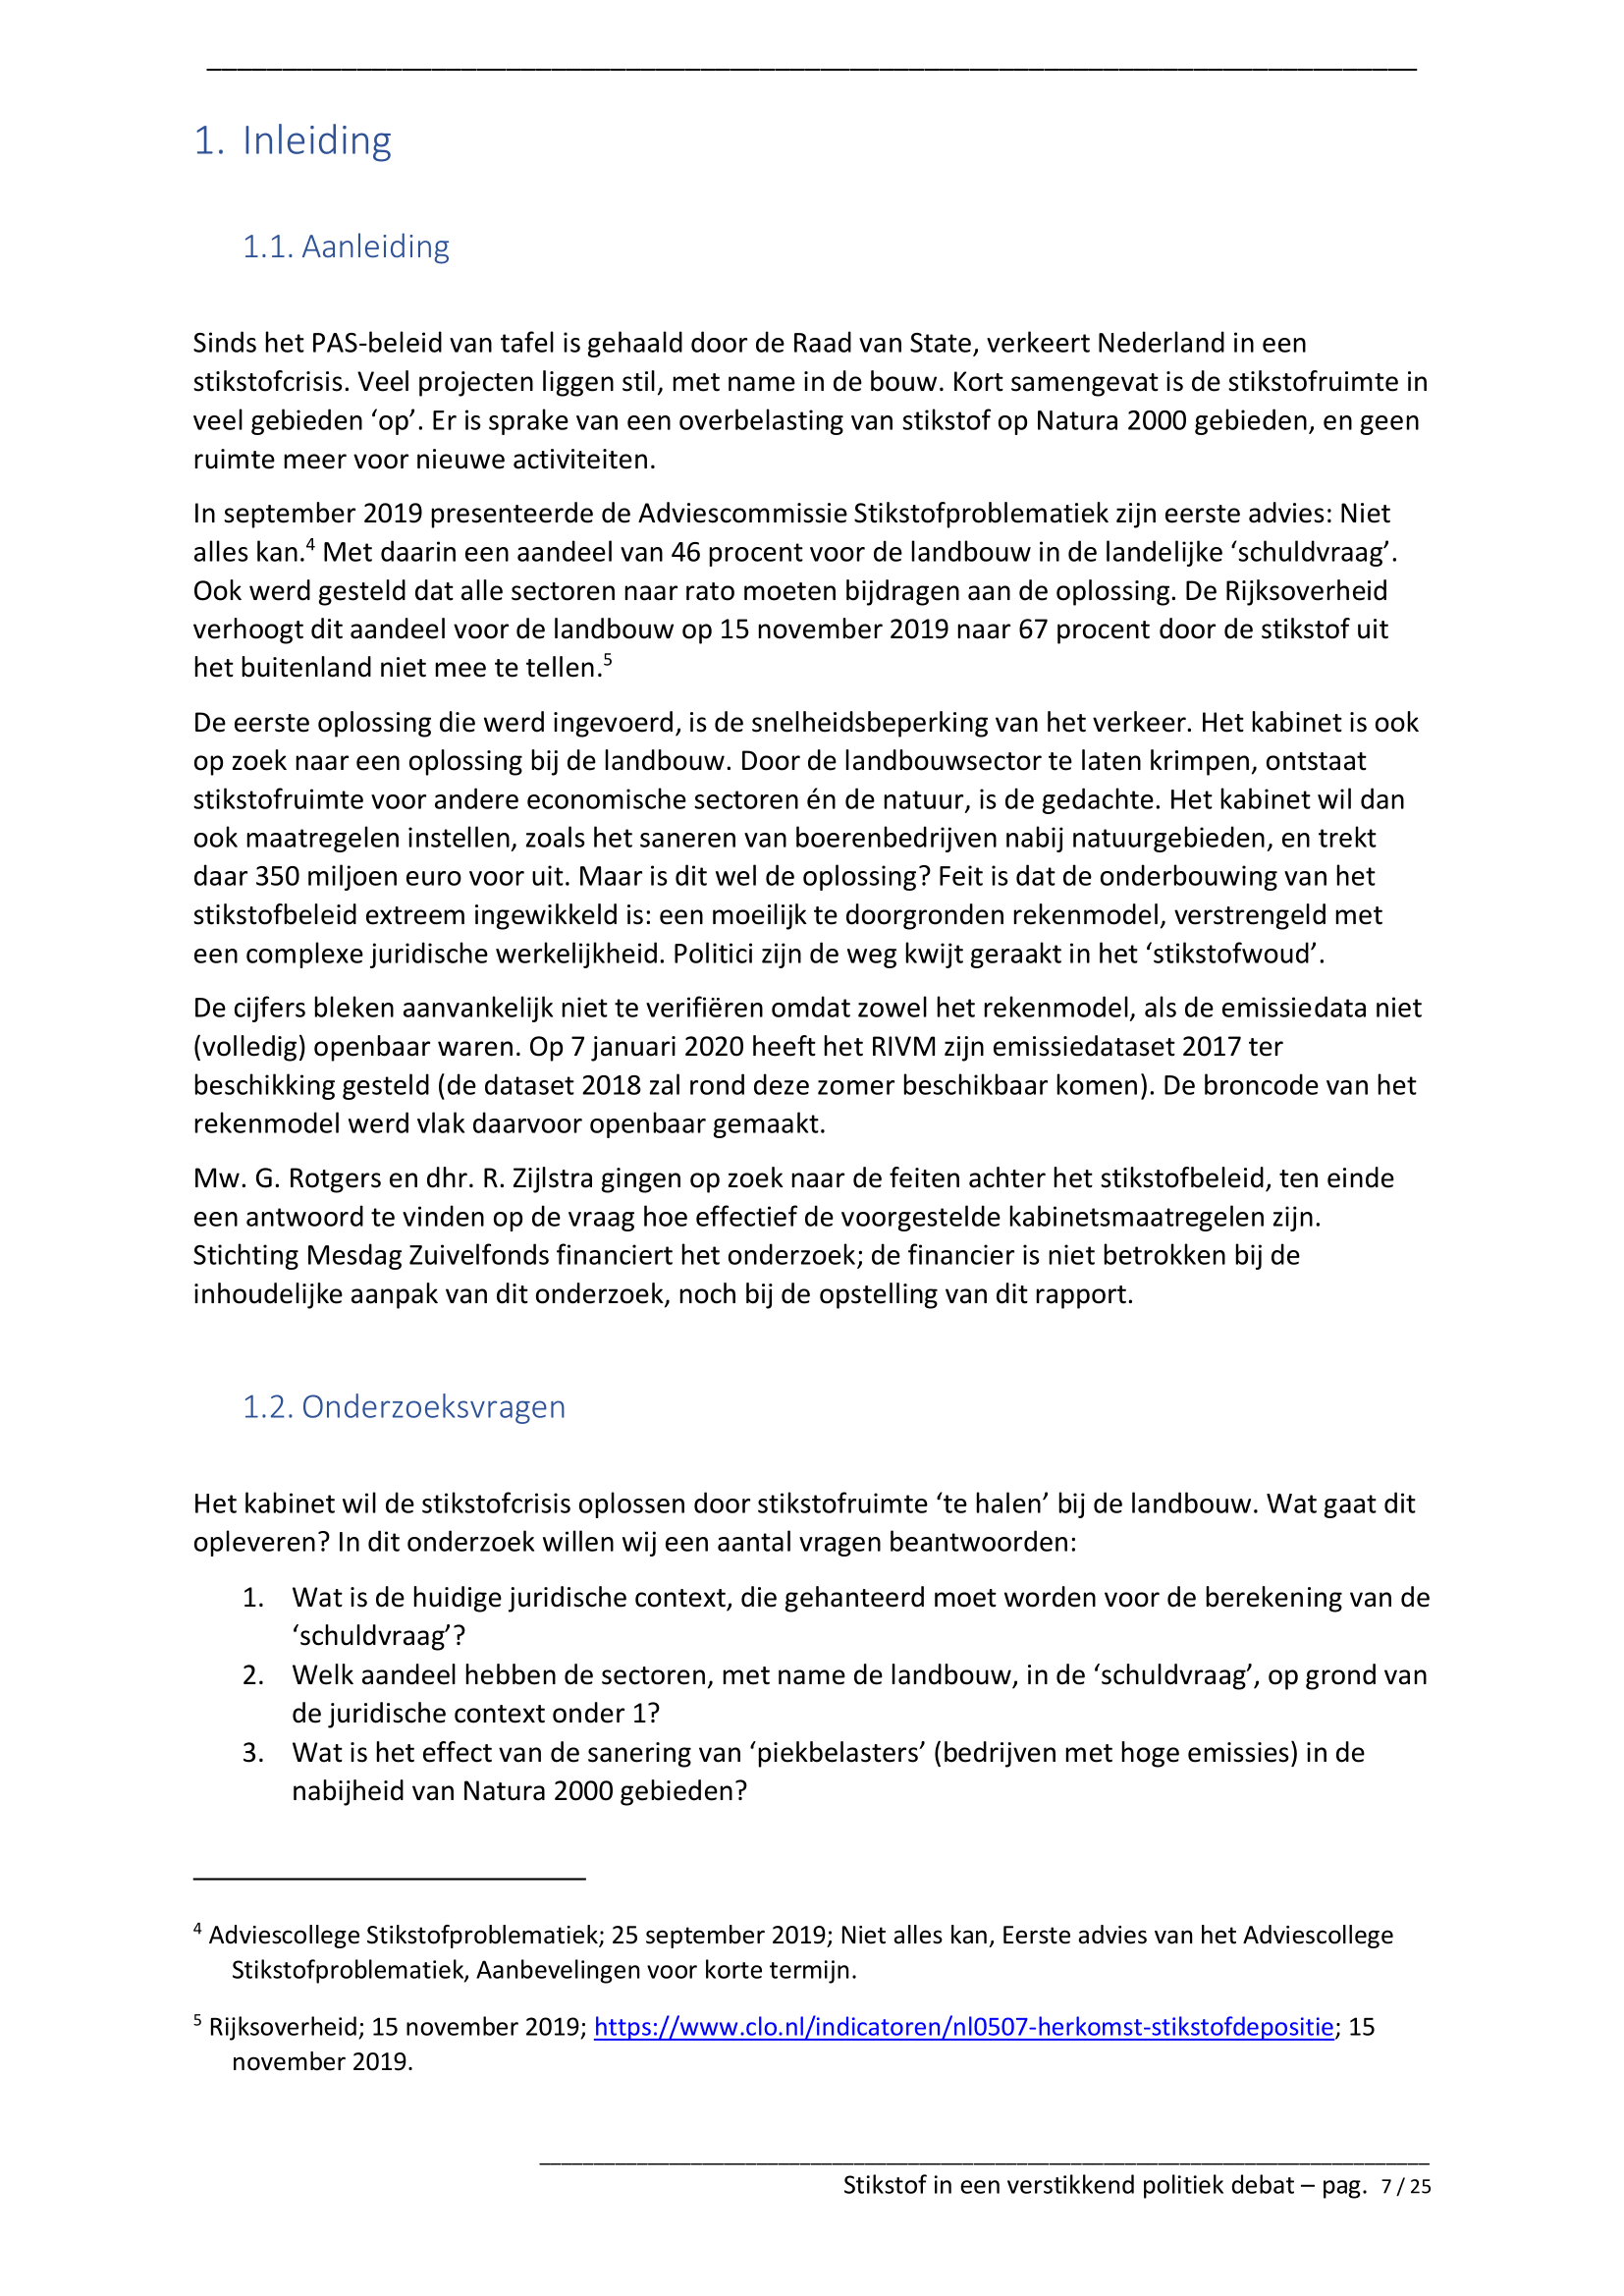 1. Inleiding
1.1. Aanleiding
Sinds het PAS-beleid van tafel is gehaald door de Raad van State, verkeert Nederland in een
stikstofcrisis. Veel projecten liggen stil, met name in de bouw. Kort samengevat is de stikstofruimte in
veel gebieden ‘op’. Er is sprake van een overbelasting van stikstof op Natura 2000 gebieden, en geen
ruimte meer voor nieuwe activiteiten.
In september 2019 presenteerde de Adviescommissie Stikstofproblematiek zijn eerste advies: Niet
alles kan.4 Met daarin een aandeel van 46 procent voor de landbouw in de landelijke ‘schuldvraag’.
Ook werd gesteld dat alle sectoren naar rato moeten bijdragen aan de oplossing. De Rijksoverheid
verhoogt dit aandeel voor de landbouw op 15 november 2019 naar 67 procent door de stikstof uit
het buitenland niet mee te tellen.5
De eerste oplossing die werd ingevoerd, is de snelheidsbeperking van het verkeer. Het kabinet is ook
op zoek naar een oplossing bij de landbouw. Door de landbouwsector te laten krimpen, ontstaat
stikstofruimte voor andere economische sectoren én de natuur, is de gedachte. Het kabinet wil dan
ook maatregelen instellen, zoals het saneren van boerenbedrijven nabij natuurgebieden, en trekt
daar 350 miljoen euro voor uit. Maar is dit wel de oplossing? Feit is dat de onderbouwing van het
stikstofbeleid extreem ingewikkeld is: een moeilijk te doorgronden rekenmodel, verstrengeld met
een complexe juridische werkelijkheid. Politici zijn de weg kwijt geraakt in het ‘stikstofwoud’.
De cijfers bleken aanvankelijk niet te verifiëren omdat zowel het rekenmodel, als de emissiedata niet
(volledig) openbaar waren. Op 7 januari 2020 heeft het RIVM zijn emissiedataset 2017 ter
beschikking gesteld (de dataset 2018 zal rond deze zomer beschikbaar komen). De broncode van het
rekenmodel werd vlak daarvoor openbaar gemaakt.
Mw. G. Rotgers en dhr. R. Zijlstra gingen op zoek naar de feiten achter het stikstofbeleid, ten einde
een antwoord te vinden op de vraag hoe effectief de voorgestelde kabinetsmaatregelen zijn.
Stichting Mesdag Zuivelfonds financiert het onderzoek; de financier is niet betrokken bij de
inhoudelijke aanpak van dit onderzoek, noch bij de opstelling van dit rapport.
1.2. Onderzoeksvragen
Het kabinet wil de stikstofcrisis oplossen door stikstofruimte ‘te halen’ bij de landbouw. Wat gaat dit
opleveren? In dit onderzoek willen wij een aantal vragen beantwoorden:
1. Wat is de huidige juridische context, die gehanteerd moet worden voor de berekening van de
‘schuldvraag’?
2. Welk aandeel hebben de sectoren, met name de landbouw, in de ‘schuldvraag’, op grond van
de juridische context onder 1?
3. Wat is het effect van de sanering van ‘piekbelasters’ (bedrijven met hoge emissies) in de
nabijheid van Natura 2000 gebieden?
4 Adviescollege Stikstofproblematiek; 25 september 2019; Niet alles kan, Eerste advies van het Adviescollege
Stikstofproblematiek, Aanbevelingen voor korte termijn.
5 Rijksoverheid; 15 november 2019; https://www.clo.nl/indicatoren/nl0507-herkomst-stikstofdepositie; 15
november 2019.
Stikstof in een verstikkend politiek debat – pag. 7 / 25